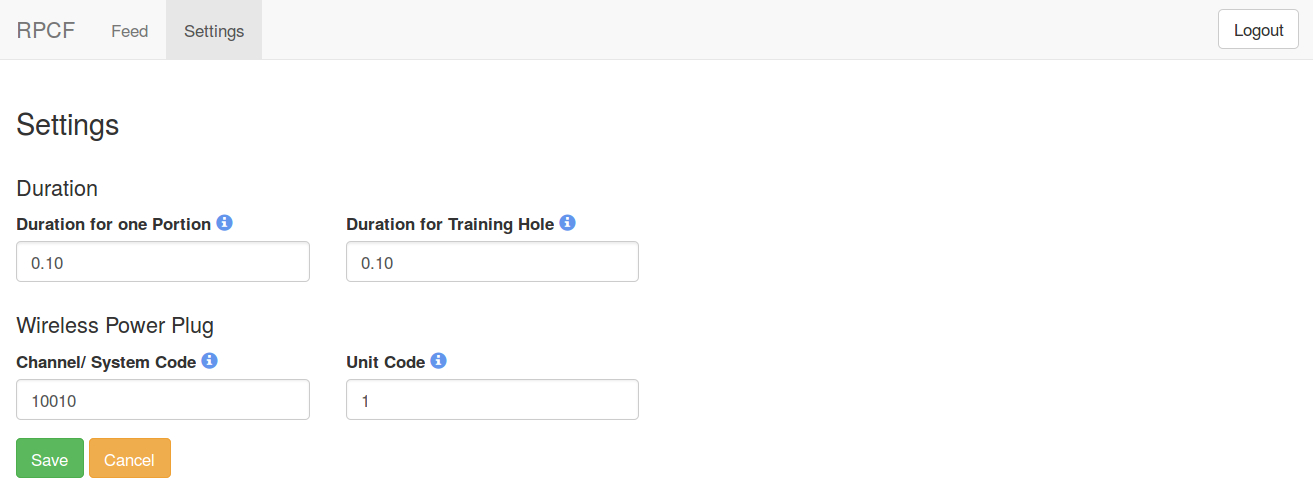 RPCF Feed Settings Logout
Settings
Duration
Duration for one Portion Duration for Training Hole
0.10 0.10
Wireless Power Plug
Channel/ System Code Unit Code
10010 1
Save Cancel